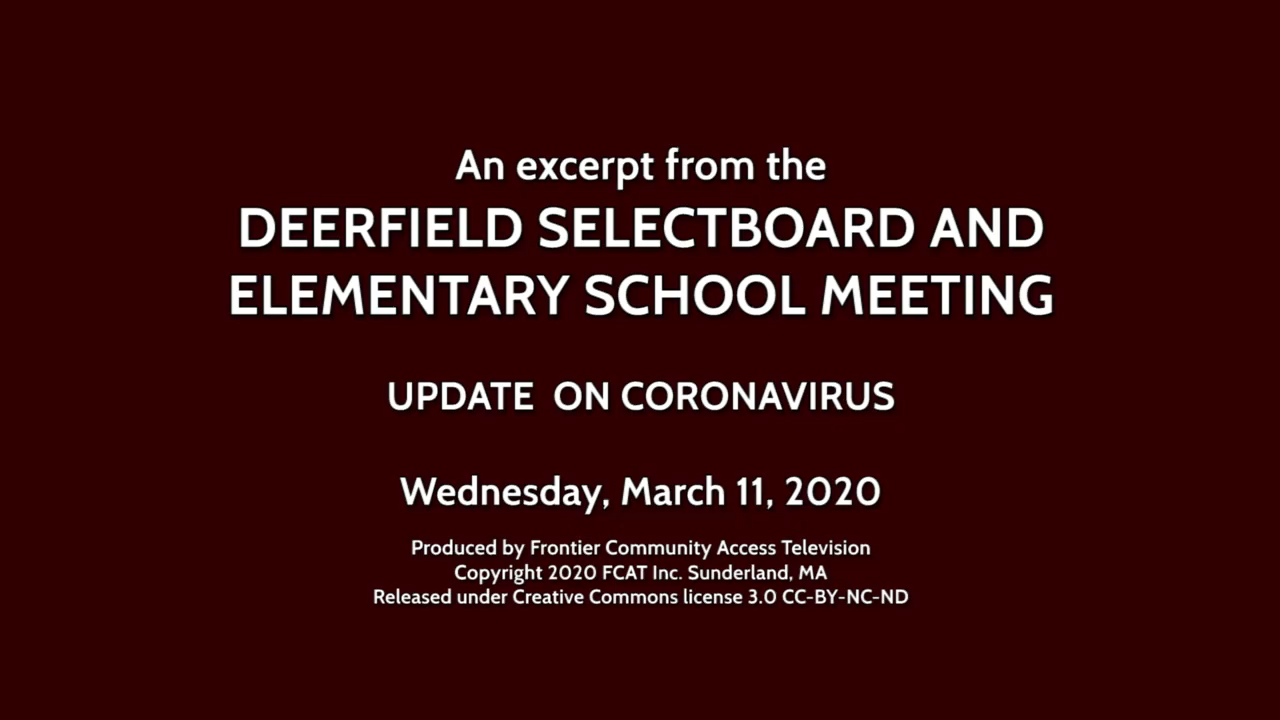 An excerpt from the
DEERFIELD SELECTBOARD AND
ELEMENTARY SCHOOL MEETING
UPDATE  ON CORONAVIRUS
Wednesday, March 11, 2020
Produced by Frontier Community Access Television
Copyright 2020 FCAT Inc. Sunderland, MA
Released under Creative Commons license 3.0 CC-BY-NC-ND